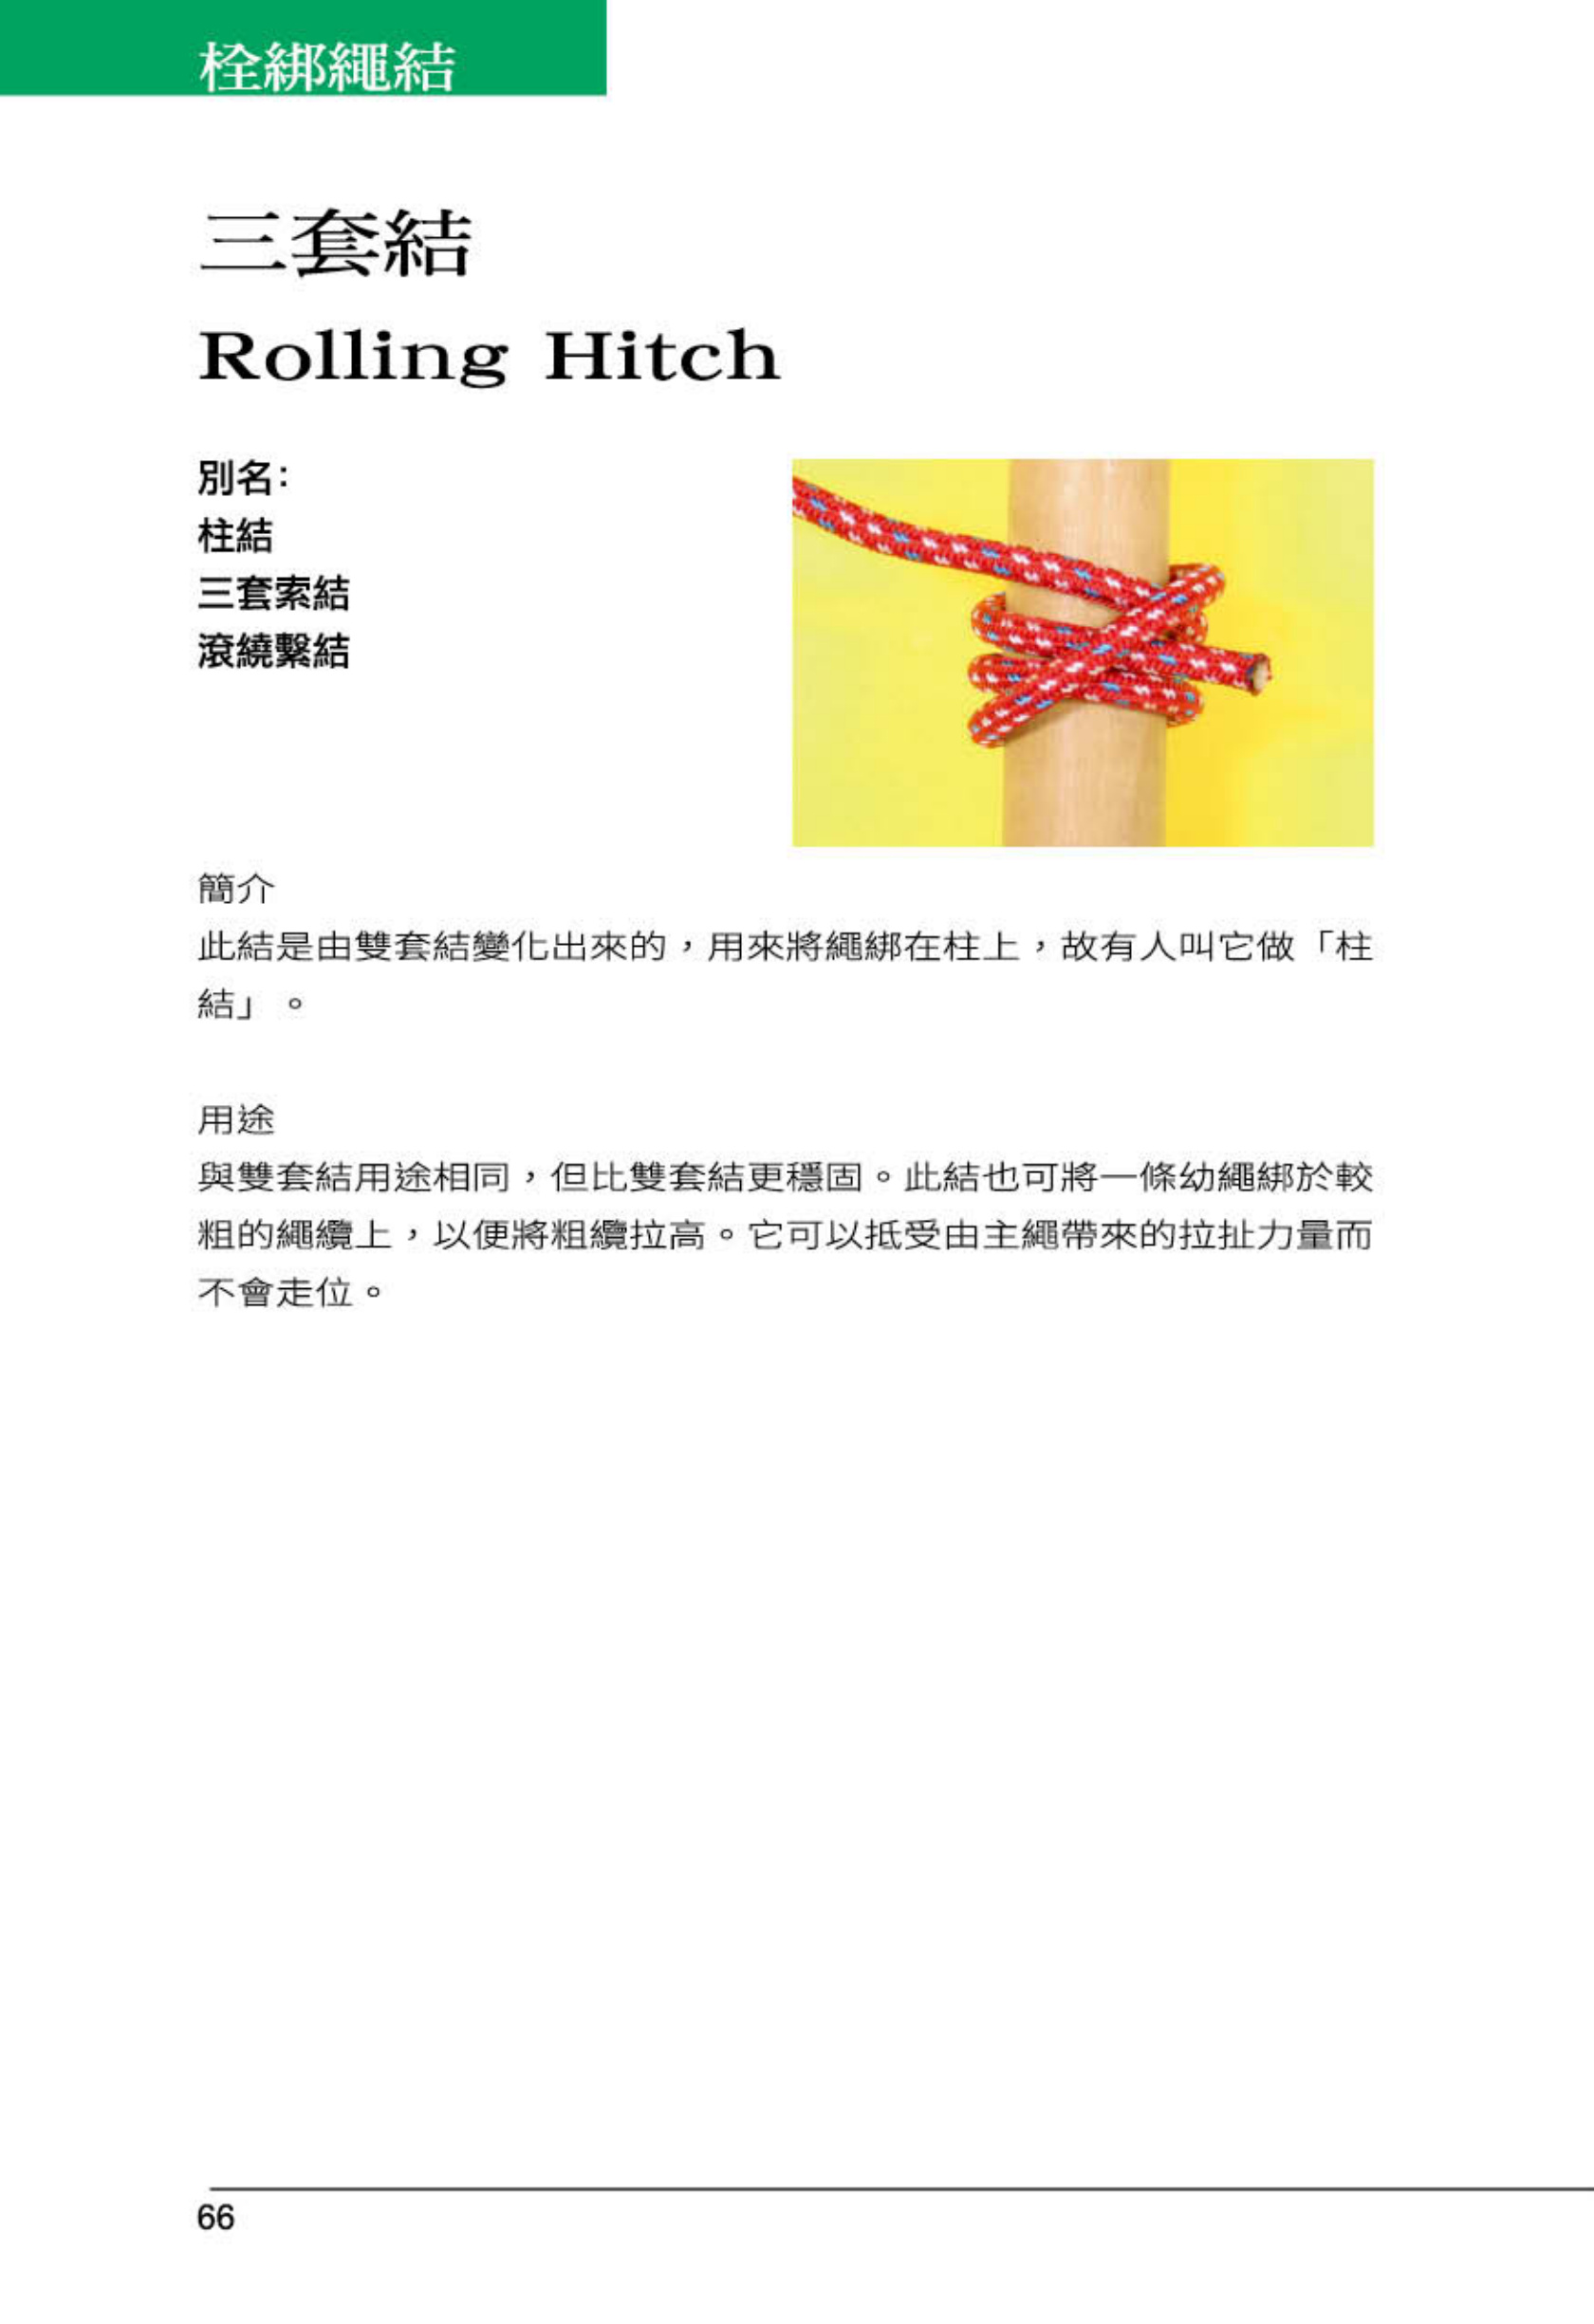 栓綁繩結
三套結
Rolling Hitch
別名：
柱結
三套索結
滾繞繫結
簡介
此結是由雙套結變化出來的，用來將繩綁在柱上，故有人叫它做「柱
結」。
用途
與雙套結用途相同，但比雙套結更穩固。此結也可將一條幼繩綁於較
粗的繩纜上，以便將粗纜拉高。它可以抵受由主繩帶來的拉扯力量而
不會走位。
66